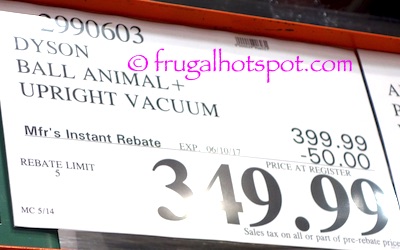 2990603
DYSON
© frugalhotspot.com
BALL ANIMAL+
UPRIGHT VACUUM
Mfr's Instant Rebate EXP. 06/10/17
399.99
-50.00
PRICE AT REGISTER
REBATE LIMIT
5
349.99
MC 5/14
Sales tax on all or part of pre-rebate price